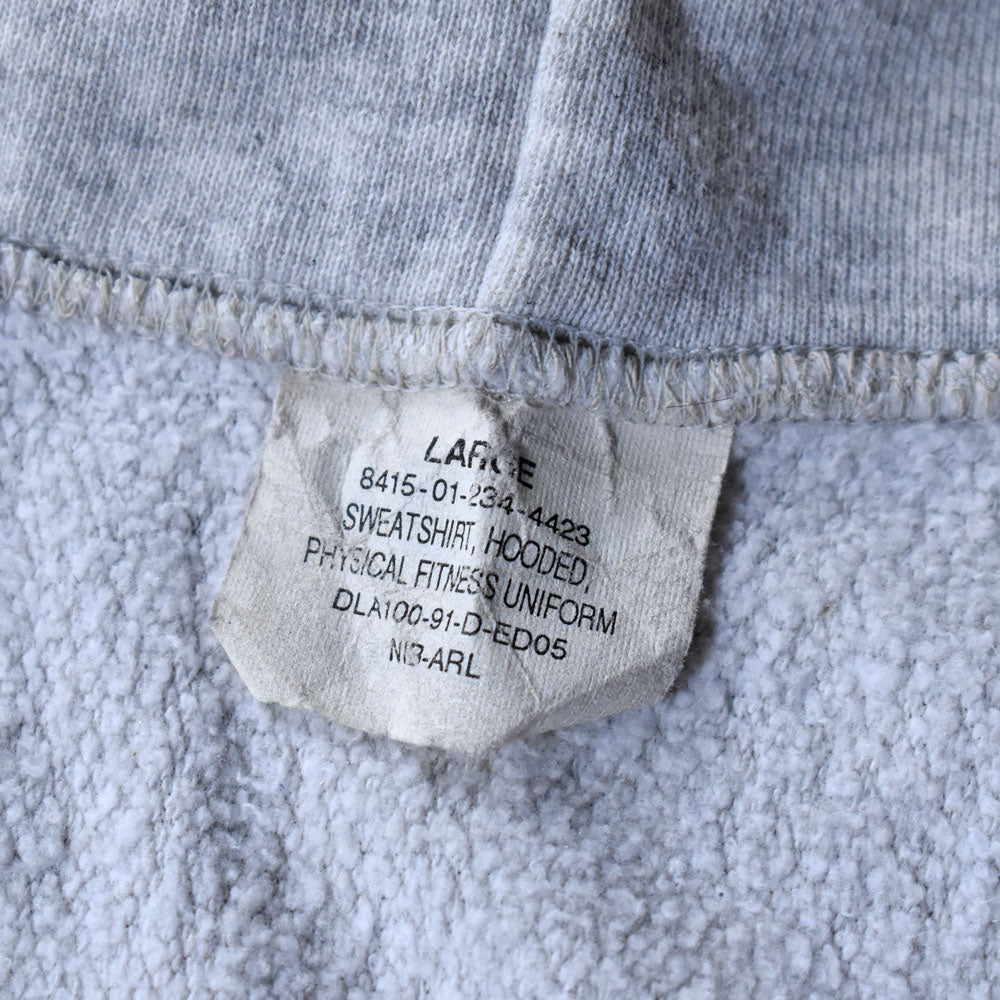 LARGE
8415-01-234-4423
SWEATSHIRT, HOODED,
PHYSICAL FITNESS UNIFORM
DLA100-91-D-ED05
NIB-ARL